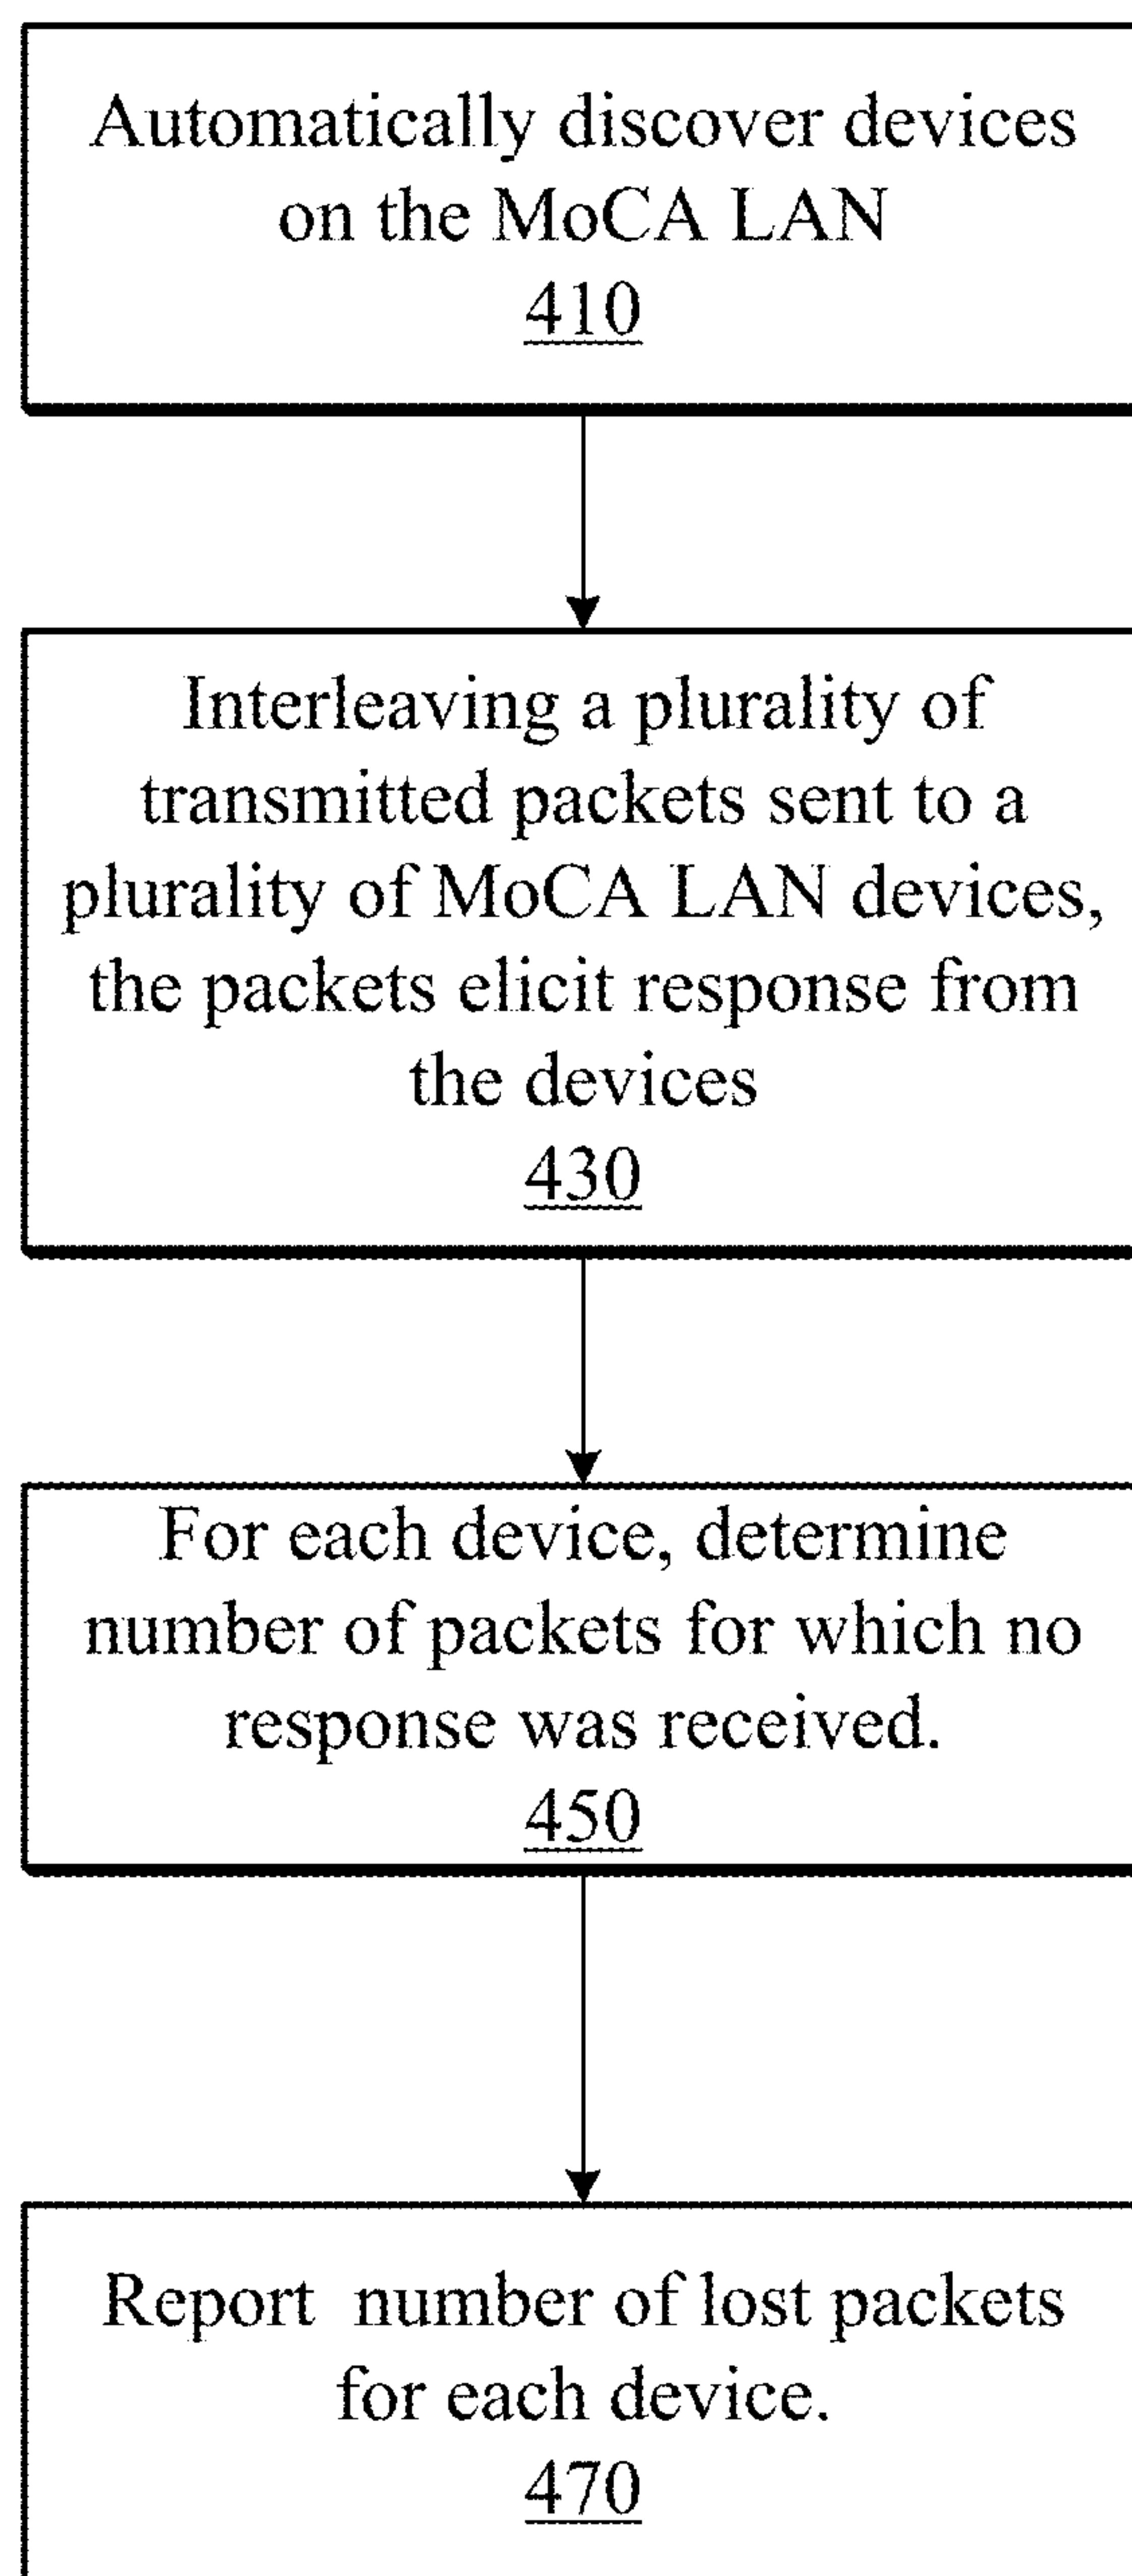 Automatically discover devices
on the MoCA LAN
410
Interleaving a plurality of
transmitted packets sent to a
plurality of MoCA LAN devices,
the packets elicit response from
the devices
430
For each device, determine
number of packets for which no
response was received.
450
Report number of lost packets
for each device.
470